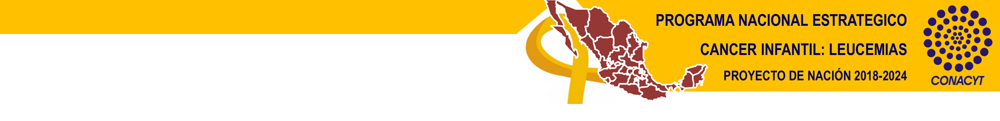 PROGRAMA NACIONAL ESTRATEGICO
CANCER INFANTIL: LEUCEMIAS
PROYECTO DE NACIÓN 2018-2024
CONACYT